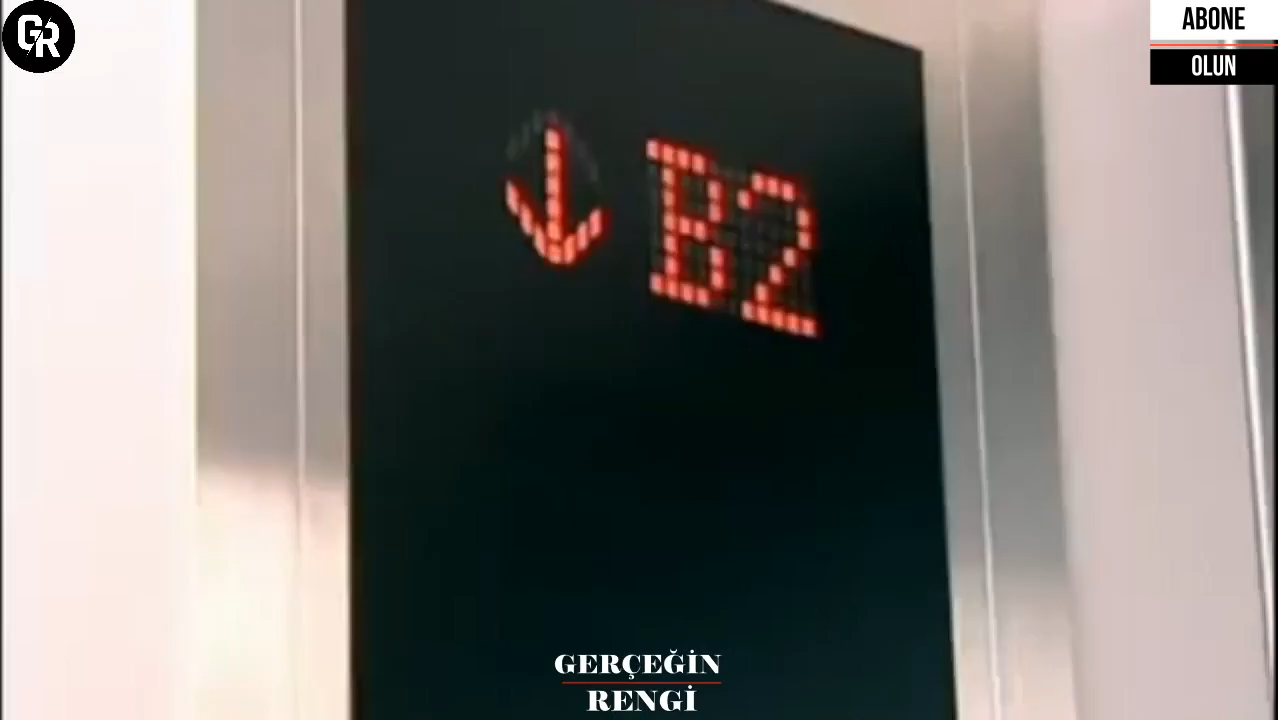 GR
ABONE
OLUN
↓ B2
GERÇEĞİN
RENGİ